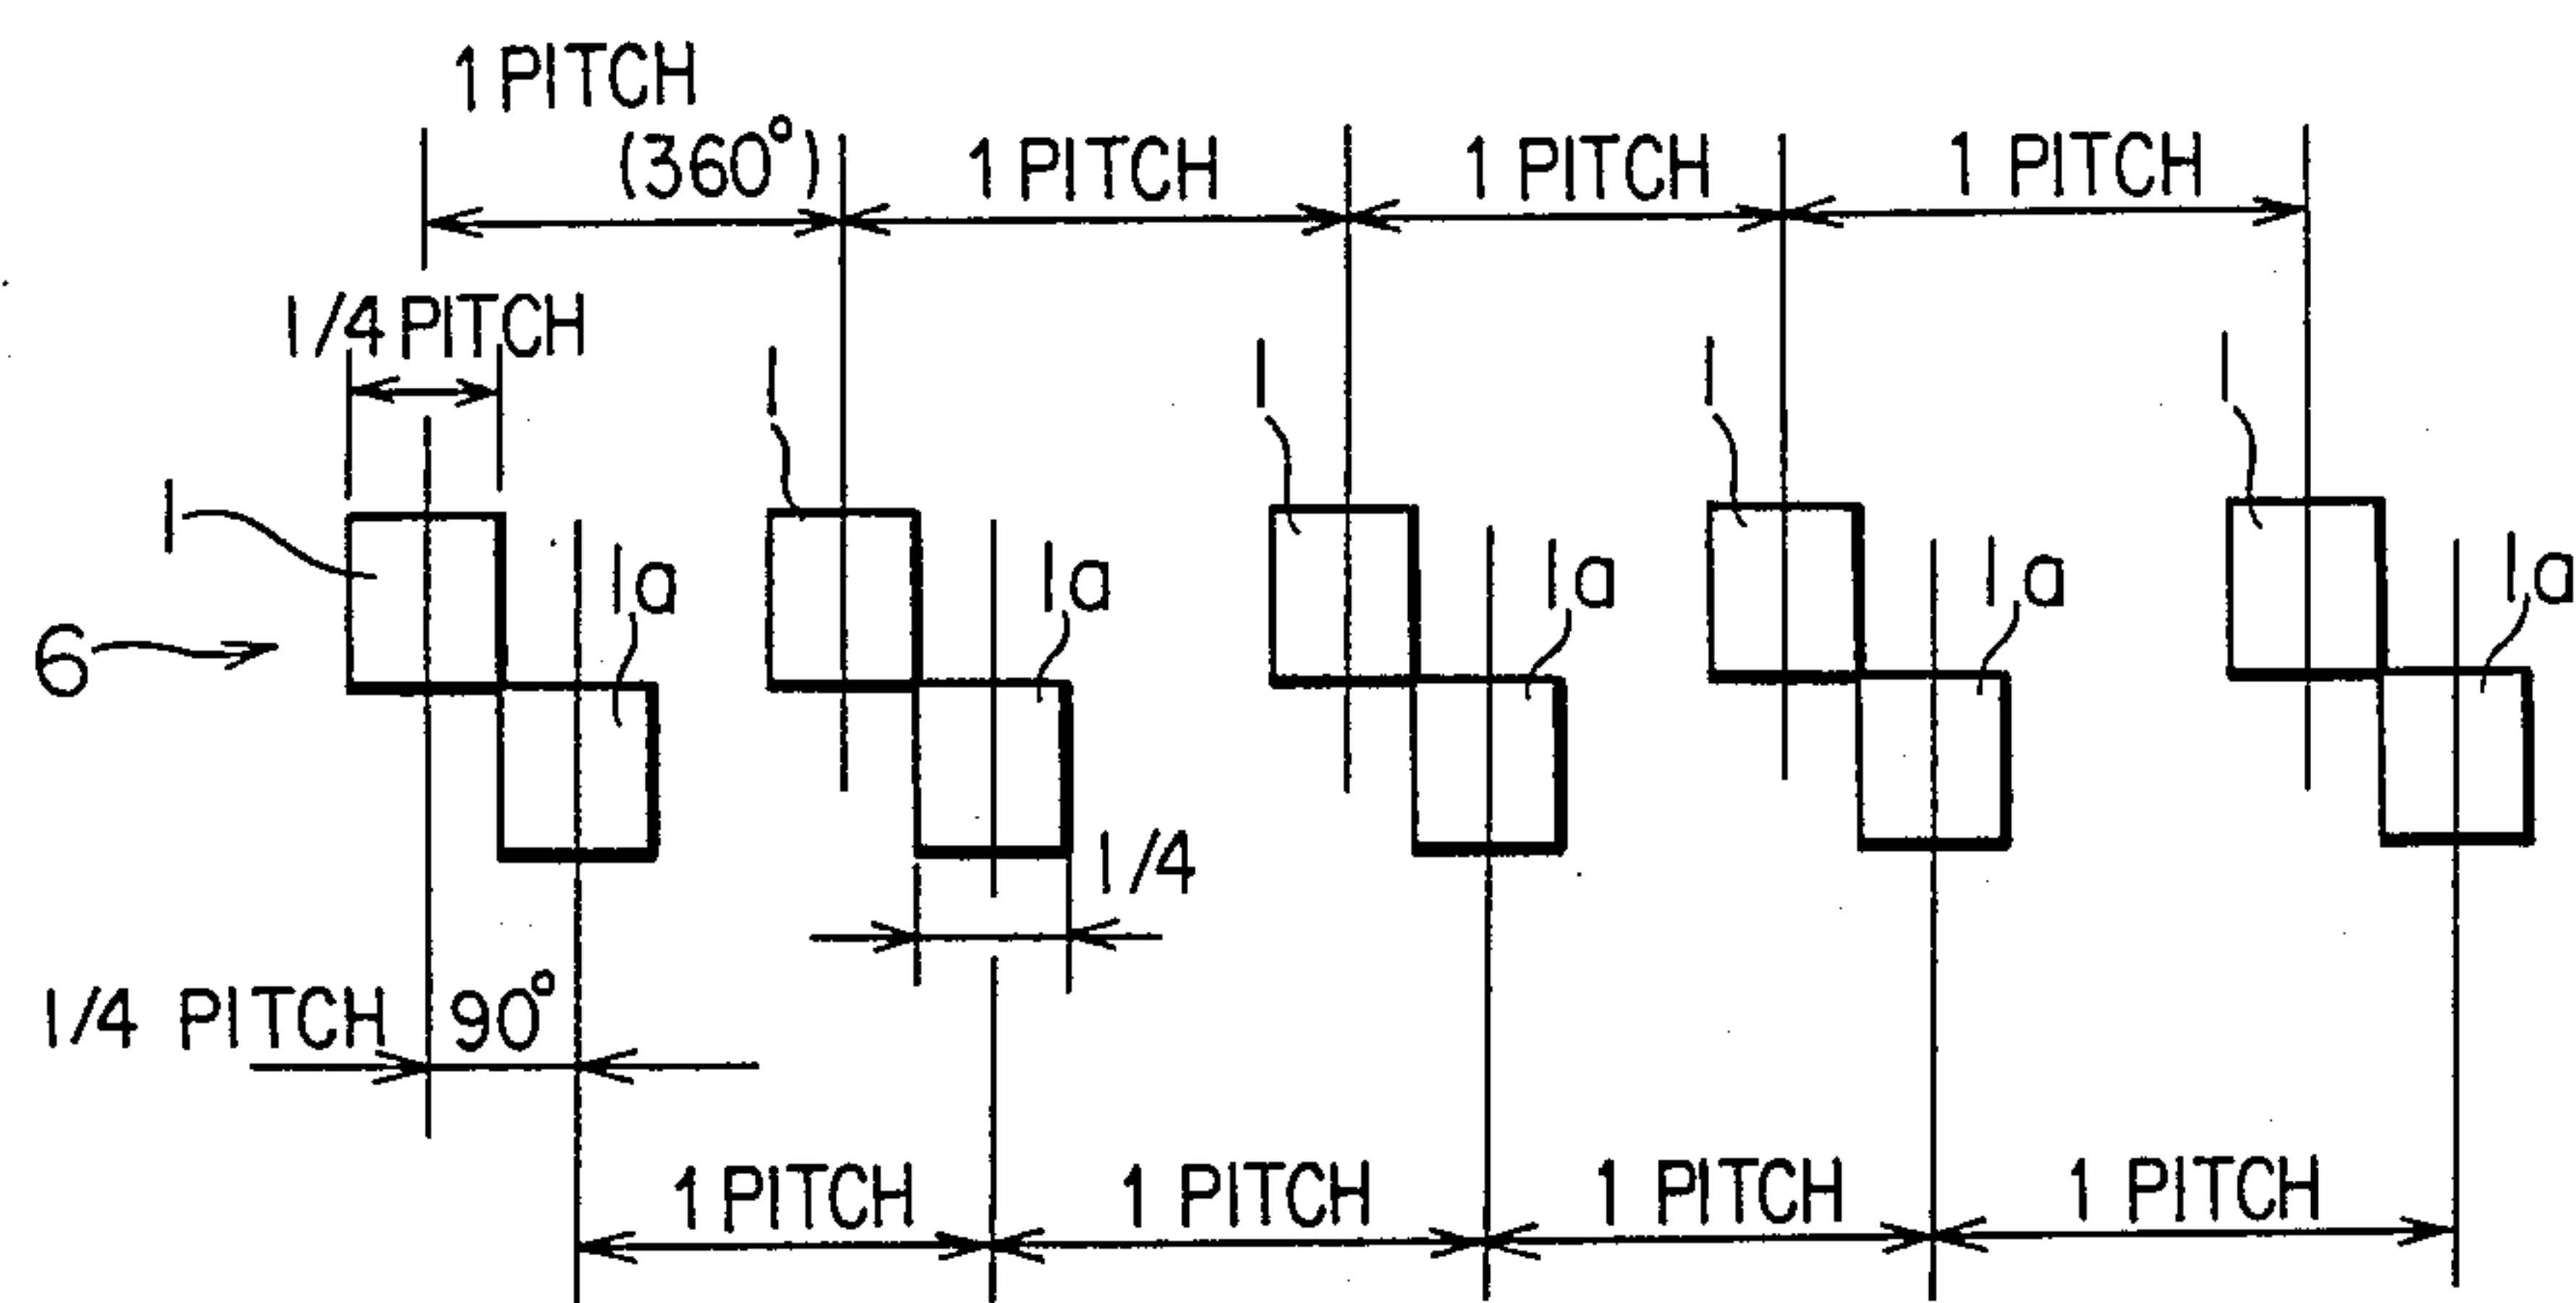 1 PITCH
(360°) 1 PITCH 1 PITCH 1 PITCH
1/4 PITCH
1 1 1 1
1
1a 1a 1a 1a 1a
6
1/4
1/4 PITCH 90°
1 PITCH 1 PITCH 1 PITCH 1 PITCH